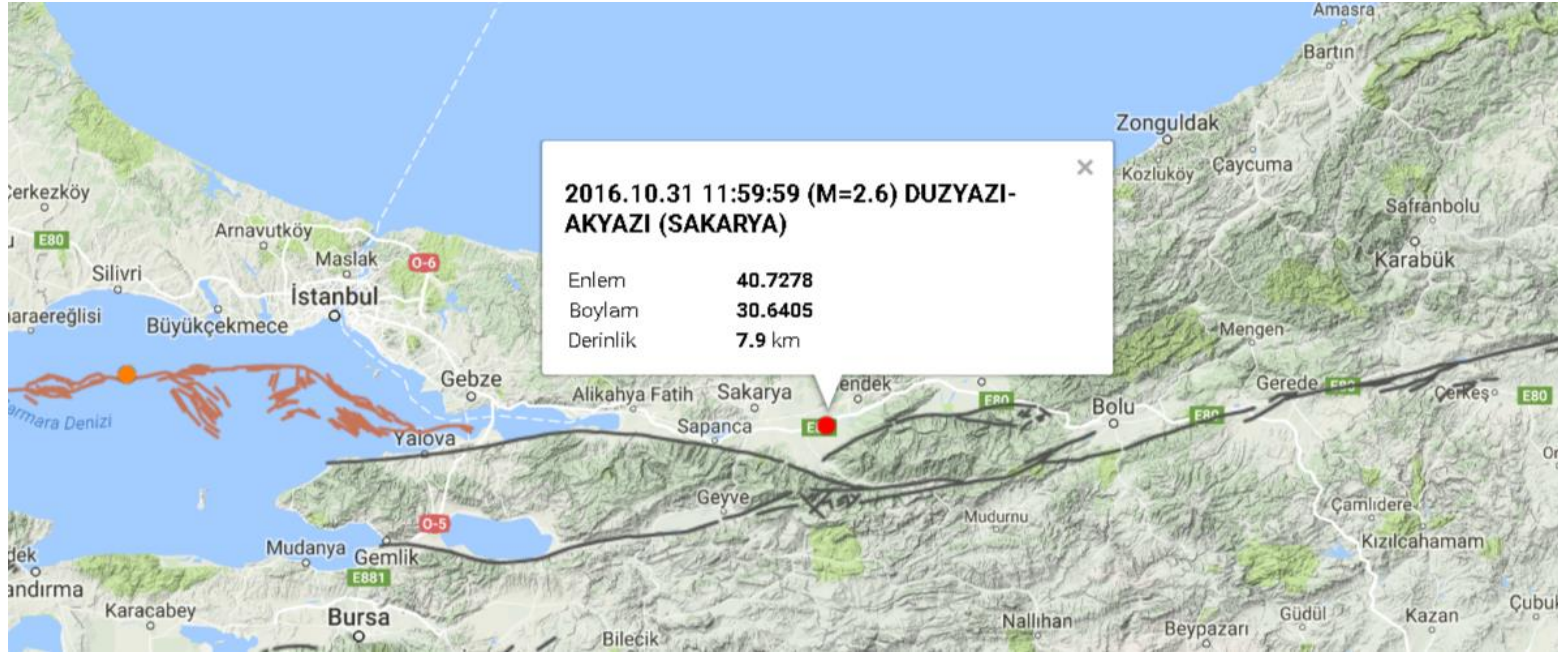 Amasra
Bartın
Zonguldak
Kozluköy
Çaycuma
2016.10.31 11:59:59 (M=2.6) DUZYAZI-
AKYAZI (SAKARYA)
Enlem 40.7278
Boylam 30.6405
Derinlik 7.9 km
Safranbolu
Karabük
E80
Arnavutköy
Maslak
O-6
Silivri
İstanbul
Büyükçekmece
Mengen
Gebze
Alikahya Fatih
Sakarya
Gerede
E80
Çerkeş
E80
E80
Bolu
E80
Sapanca
Yalova
Denizi
Geyve
Mudurnu
O-5
Çamlıdere
Kızılcahamam
Mudanya
Gemlik
E881
Karacabey
Bursa
Bilecik
Nallıhan
Beypazarı
Güdül
Kazan